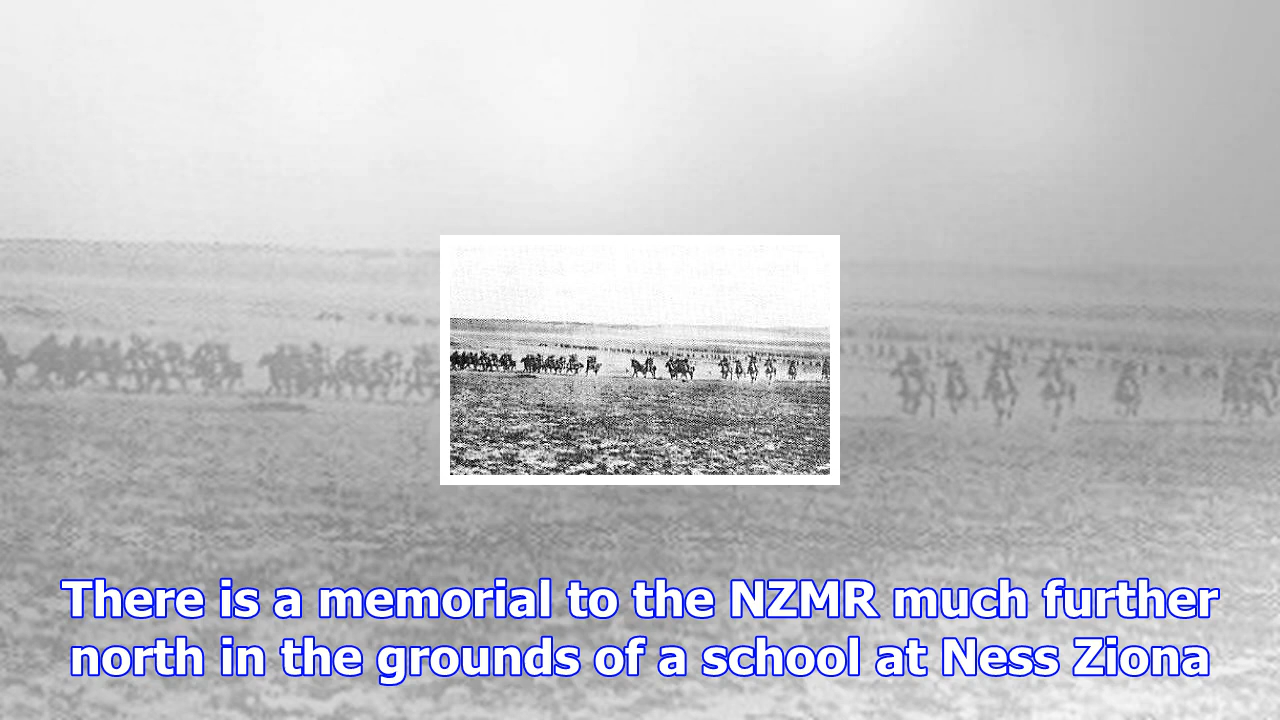 There is a memorial to the NZMR much further
north in the grounds of a school at Ness Ziona